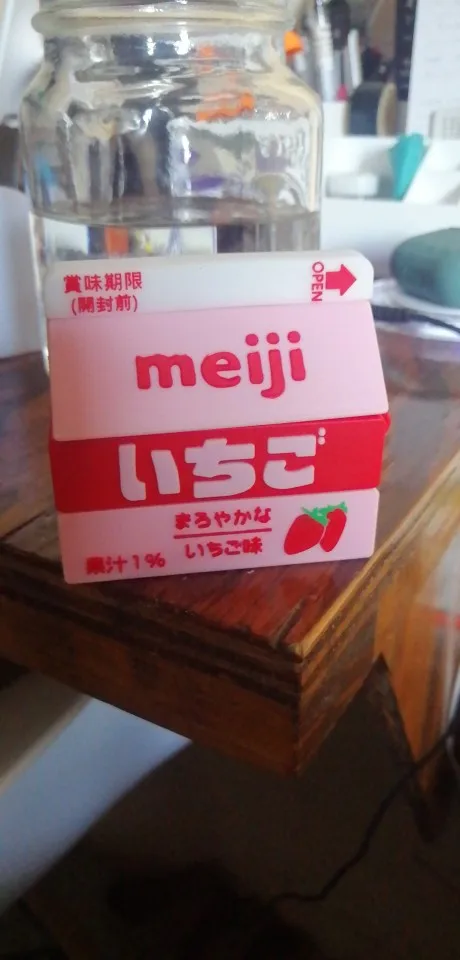 賞味期限
(開封前)
OPEN
meiji
いちご
まろやかな
いちご味
果汁1%